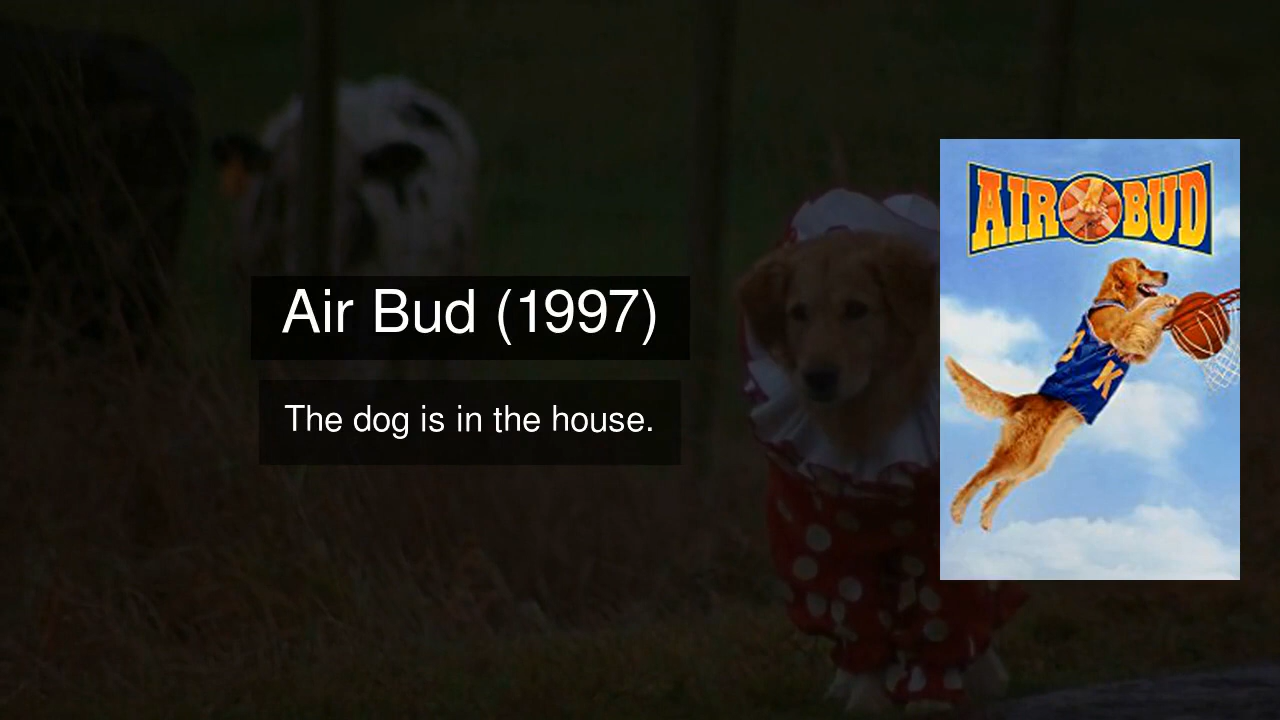 Air Bud (1997)
The dog is in the house.
AIR BUD
K